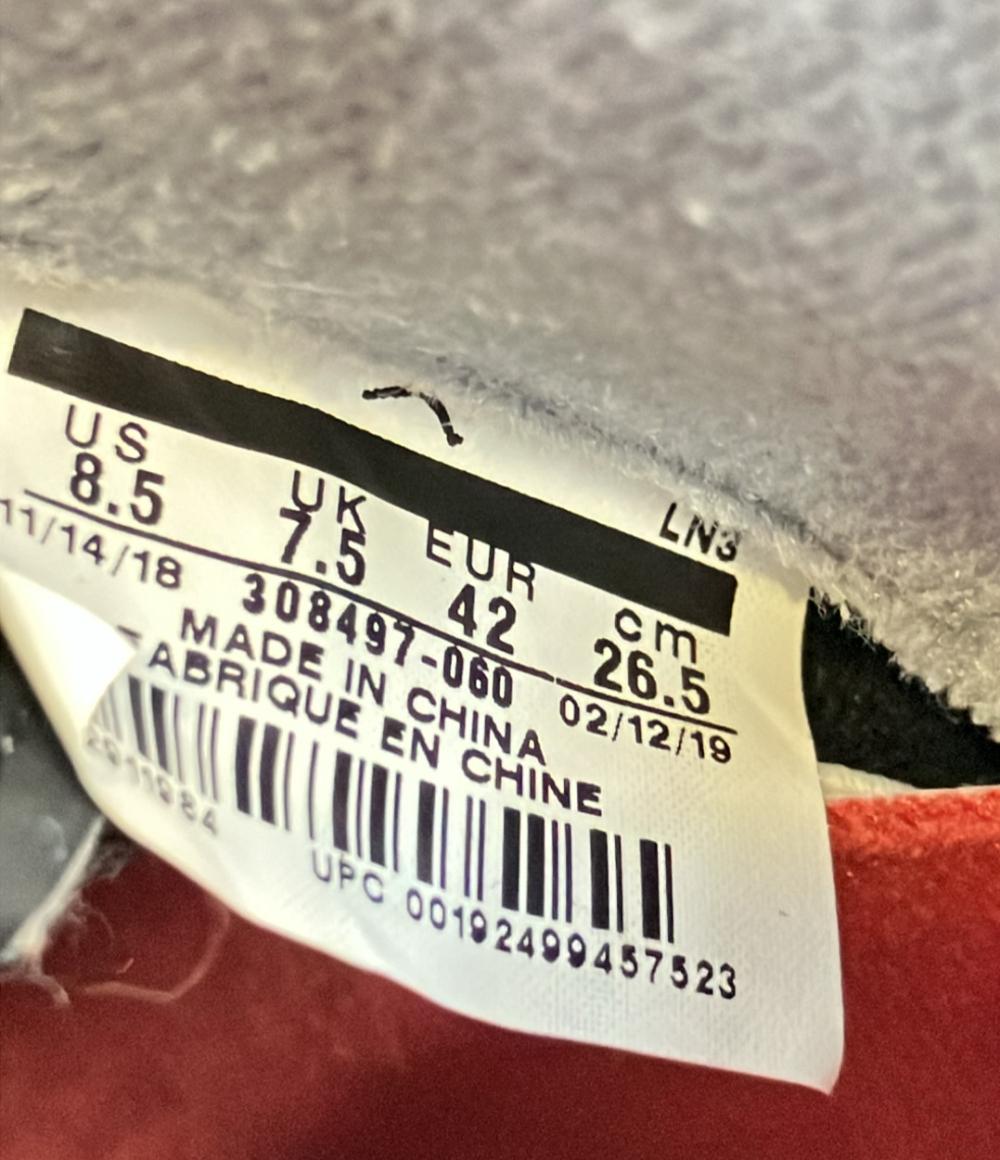 LN3
US UK EUR cm
8.5 7.5 42 26.5
11/14/18 308497-060 02/12/19
MADE IN CHINA
ABRIQUE EN CHINE
UPC 00192499457523